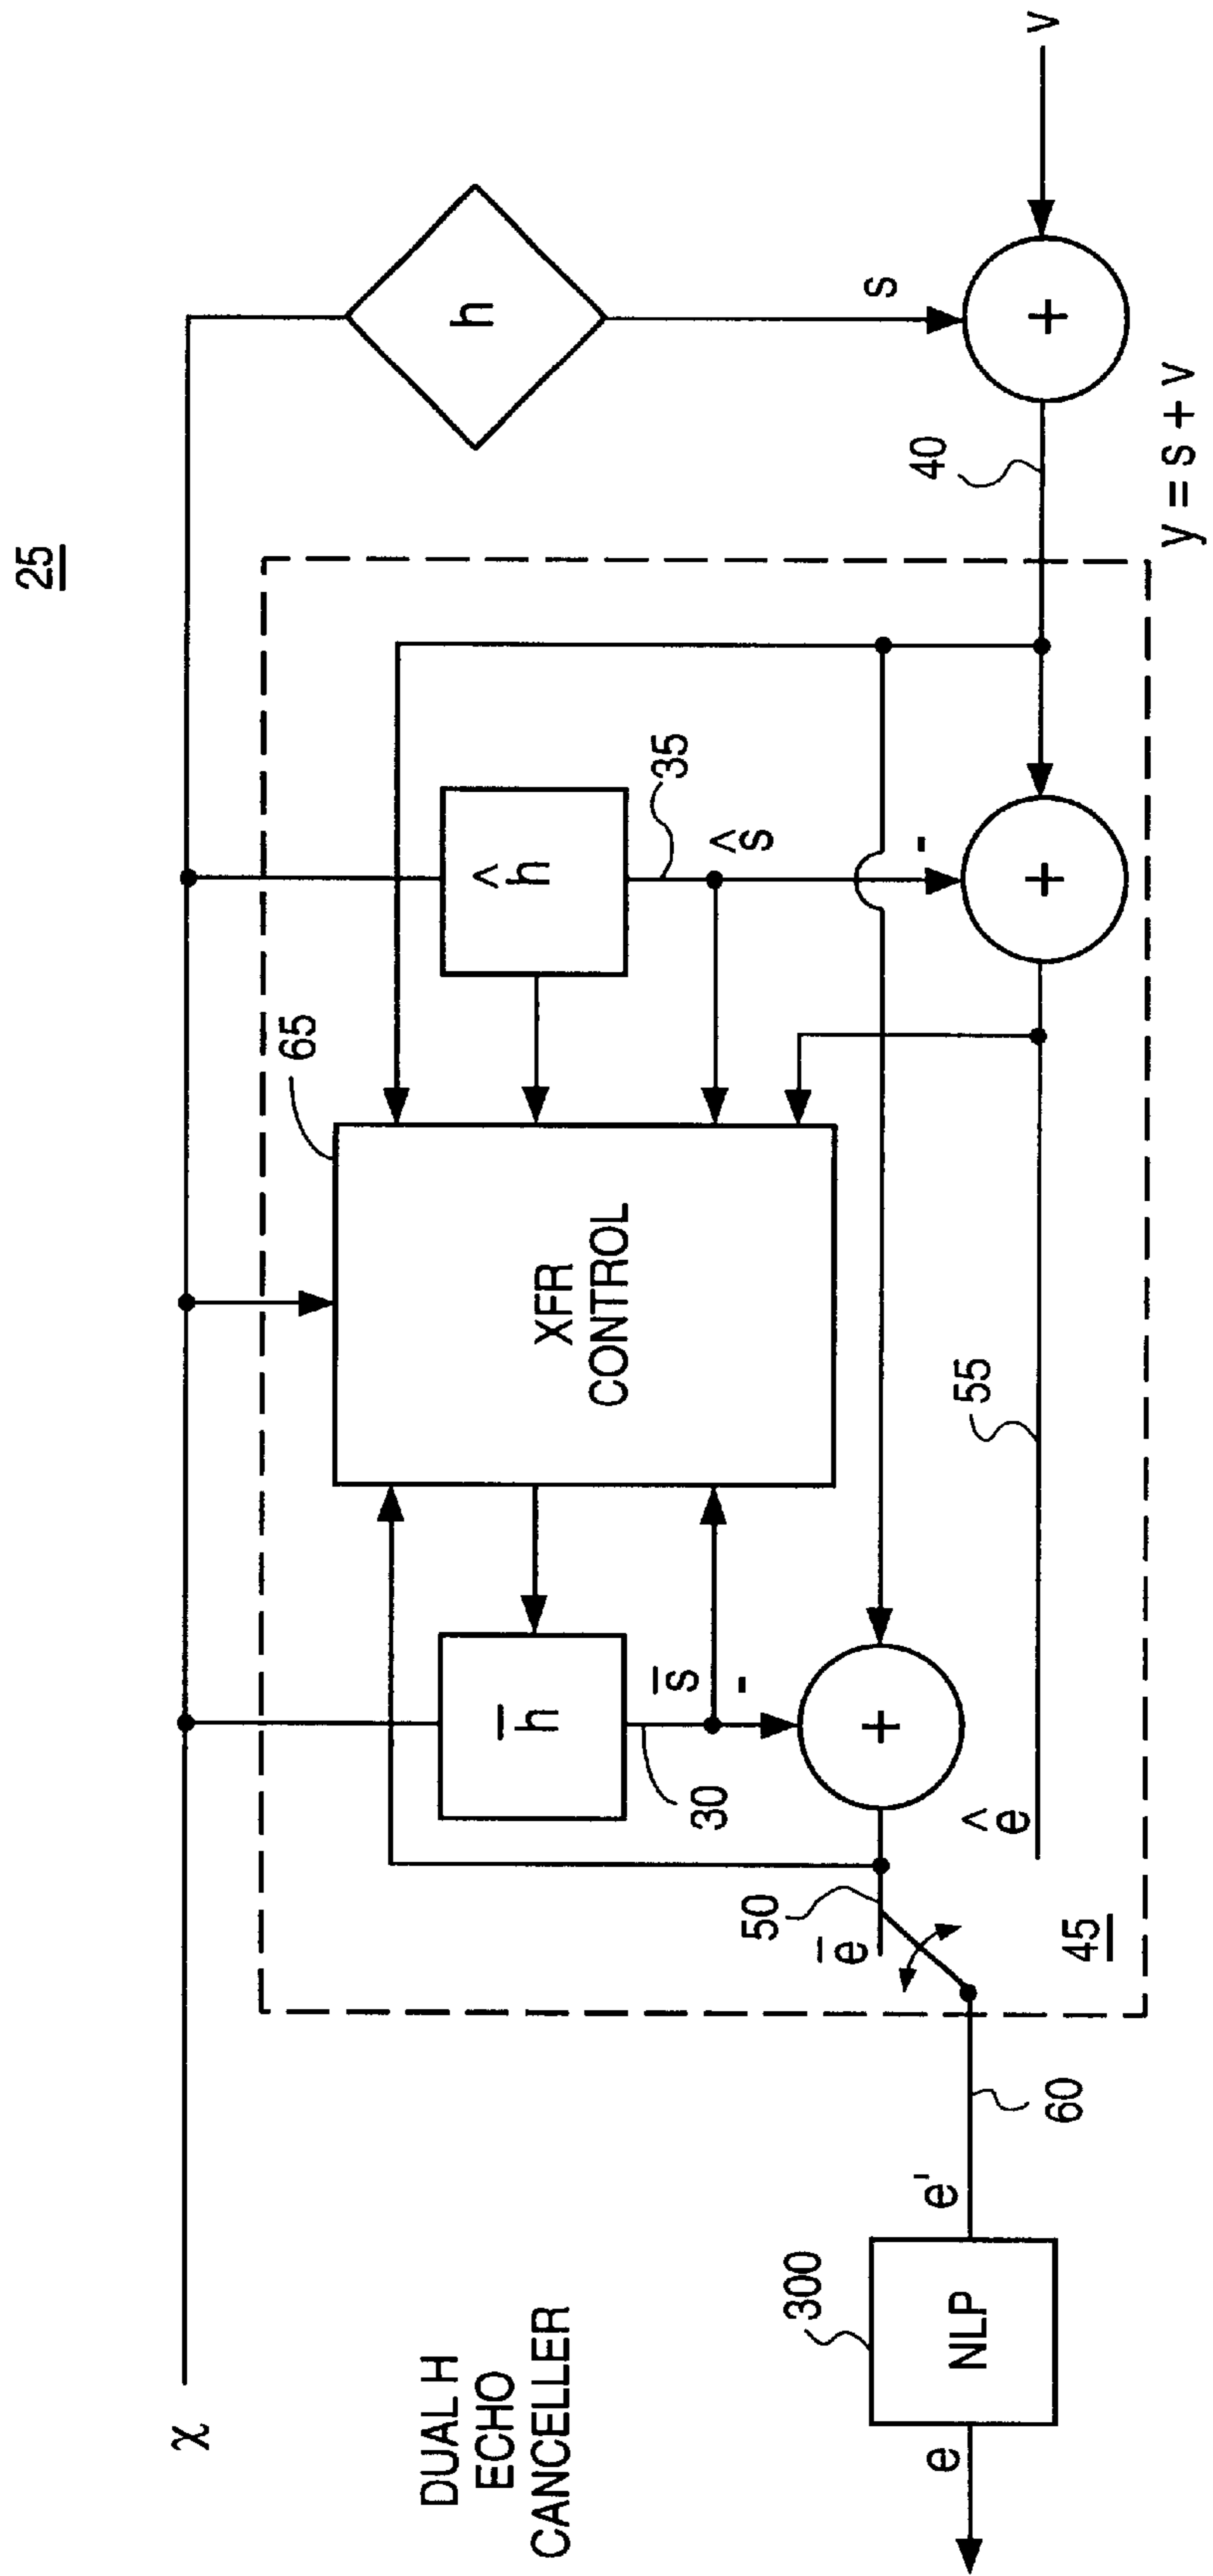 25
χ
h
s
v
40
y = s + v
ĥ
35
ŝ
-
+
+
65
XFR
CONTROL
h̅
s̅
-
30
+
55
ê
50
e̅
45
60
e'
300
NLP
e
DUAL H
ECHO
CANCELLER